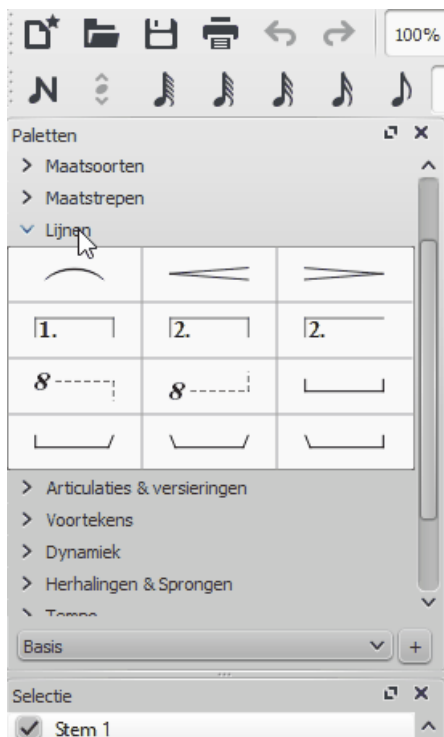 100%
Paletten
Maatsoorten
Maatstrepen
Lijnen
1. 2. 2.
8 8
Articulaties & versieringen
Voortekens
Dynamiek
Herhalingen & Sprongen
Tempo
Basis
Selectie
Stem 1